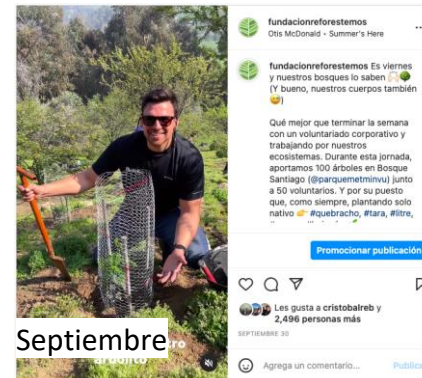 fundacionreforestemos
Otis McDonald • Summer's Here
fundacionreforestemos Es viernes
y nuestros bosques lo saben
(Y bueno, nuestros cuerpos también
)
Qué mejor que terminar la semana
con un voluntariado corporativo y
trabajando por nuestros
ecosistemas. Durante esta jornada,
aportamos 100 árboles en Bosque
Santiago (@parquemetminvu) junto
a 50 voluntarios. Y por su puesto
que, como siempre, plantando solo
nativo #quebracho, #tara, #litre,
Promocionar publicación
Les gusta a cristobalreb y
2,496 personas más
SEPTIEMBRE 30
Agrega un comentario...
Publicar
Septiembre